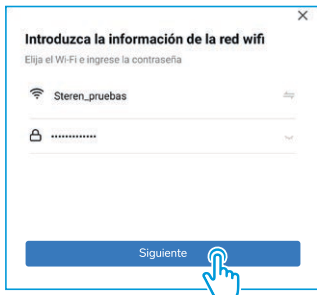 Introduzca la información de la red wifi
Elija el Wi-Fi e ingrese la contraseña
Steren_pruebas
•••••••••••••
Siguiente